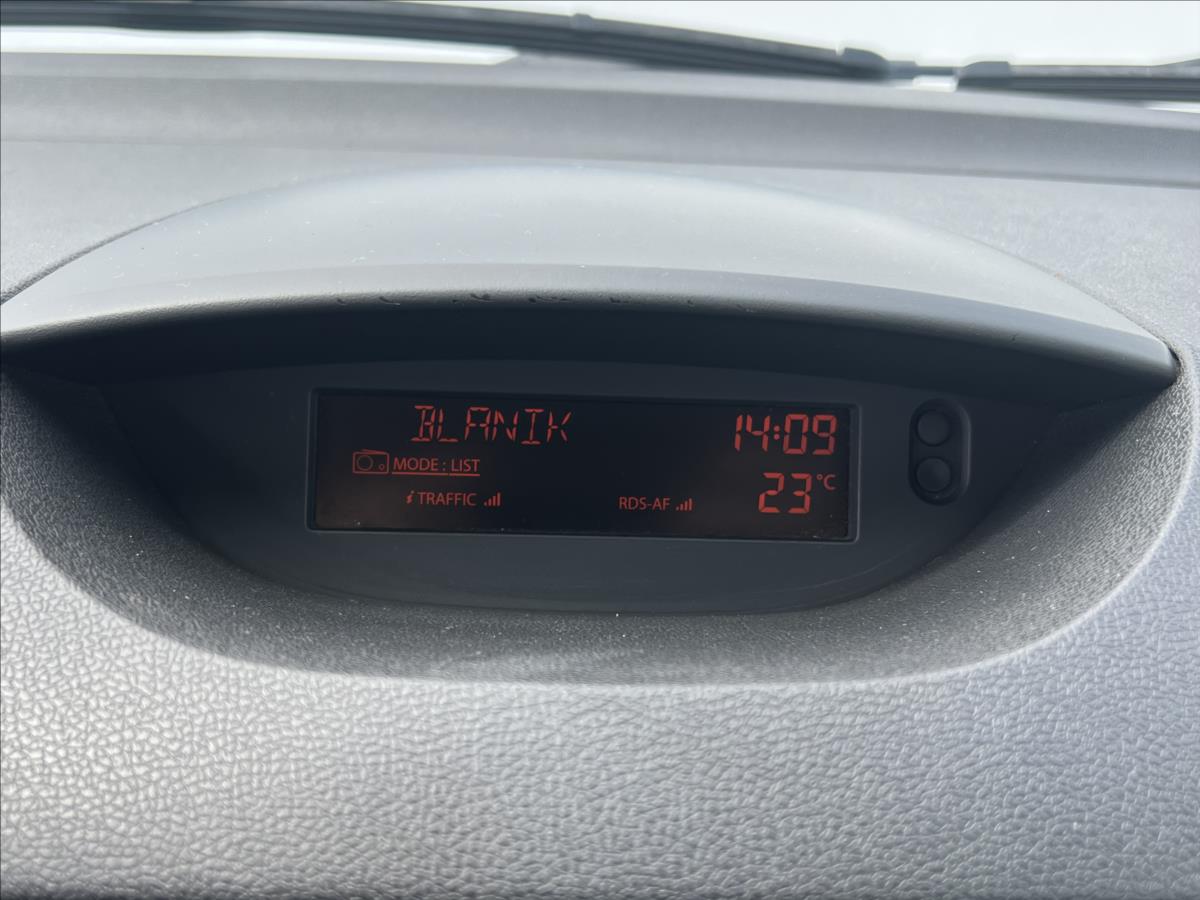 BLANIK 14:09
MODE : LIST
i TRAFFIC RDS-AF 23°C